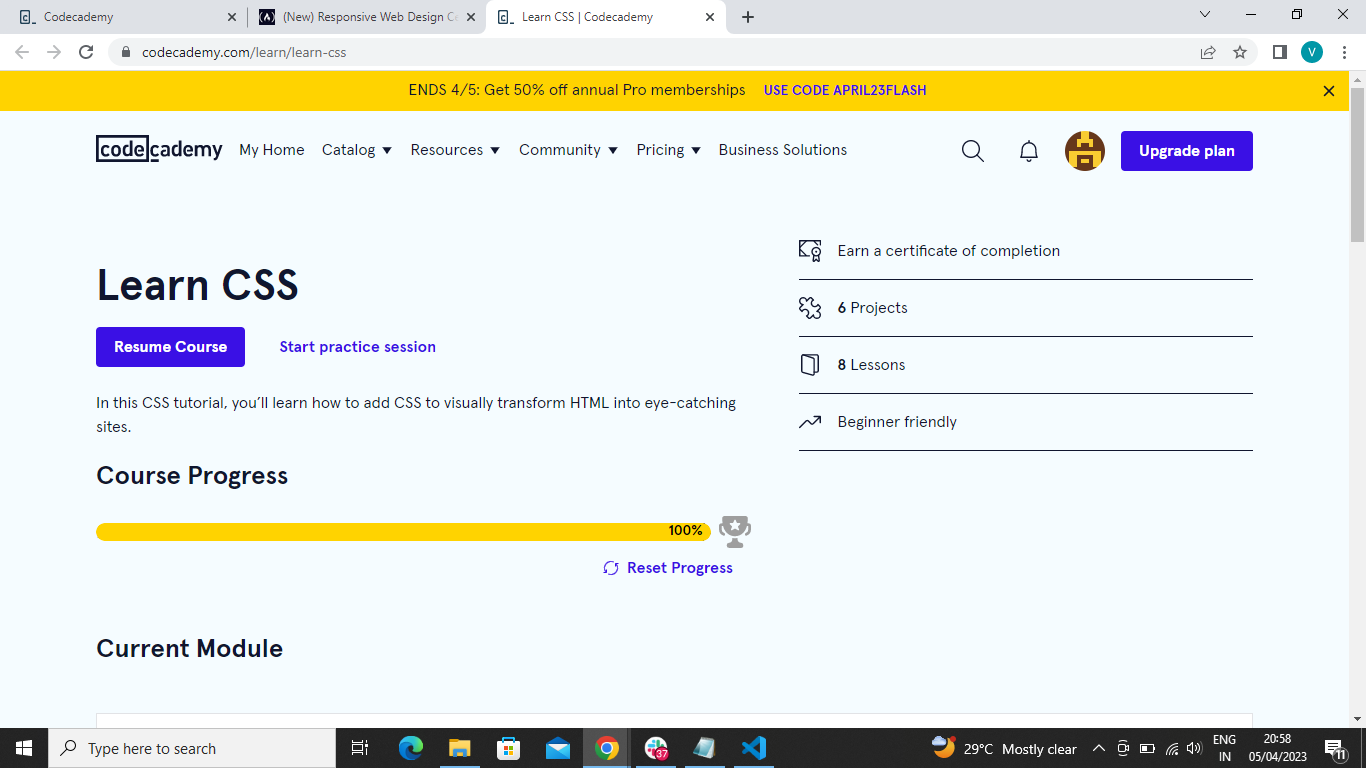 Codecademy
(New) Responsive Web Design Ce
Learn CSS | Codecademy
codecademy.com/learn/learn-css
V
ENDS 4/5: Get 50% off annual Pro memberships USE CODE APRIL23FLASH
codecademy
My Home
Catalog
Resources
Community
Pricing
Business Solutions
Upgrade plan
Learn CSS
Resume Course
Start practice session
In this CSS tutorial, you’ll learn how to add CSS to visually transform HTML into eye-catching
sites.
Earn a certificate of completion
6 Projects
8 Lessons
Beginner friendly
Course Progress
100%
Reset Progress
Current Module
Type here to search
37
29°C Mostly clear
ENG
IN
20:58
05/04/2023
11